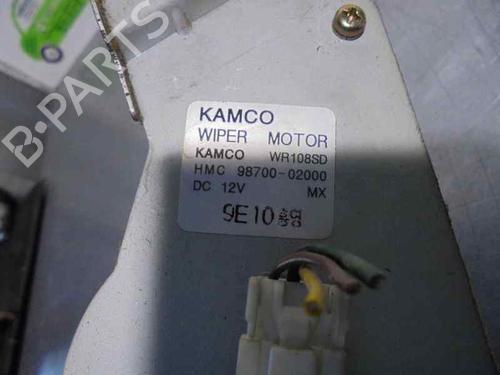 B-PARTS
KAMCO
WIPER MOTOR
KAMCO WR108SD
HMC 98700-02000
DC 12V MX
9E10